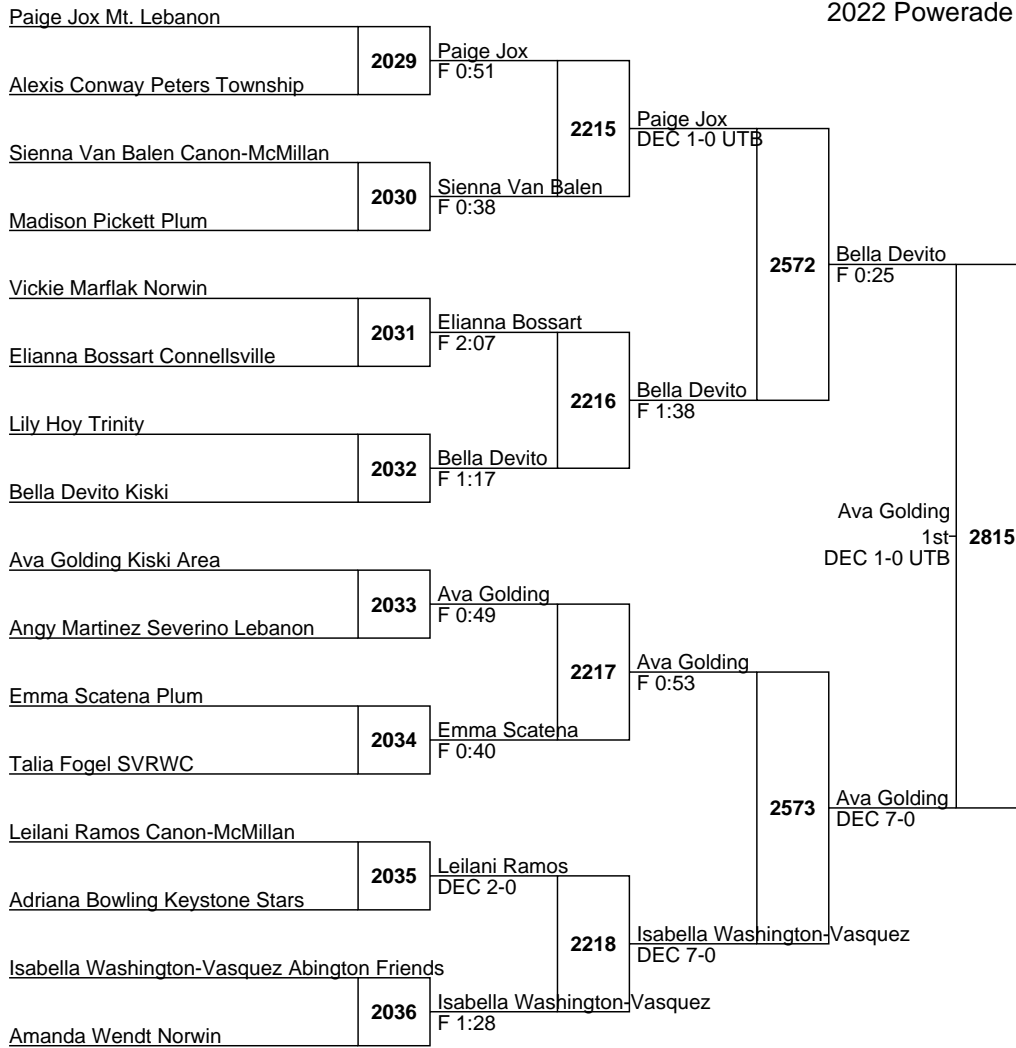 2022 Powerade
Paige Jox Mt. Lebanon
2029
Paige Jox
F 0:51
Alexis Conway Peters Township
2215
Paige Jox
DEC 1-0 UTB
Sienna Van Balen Canon-McMillan
2030
Sienna Van Balen
F 0:38
Madison Pickett Plum
2572
Bella Devito
F 0:25
Vickie Marflak Norwin
2031
Elianna Bossart
F 2:07
Elianna Bossart Connellsville
2216
Bella Devito
F 1:38
Lily Hoy Trinity
2032
Bella Devito
F 1:17
Bella Devito Kiski
Ava Golding
1st
DEC 1-0 UTB
2815
Ava Golding Kiski Area
2033
Ava Golding
F 0:49
Angy Martinez Severino Lebanon
2217
Ava Golding
F 0:53
Emma Scatena Plum
2034
Emma Scatena
F 0:40
Talia Fogel SVRWC
2573
Ava Golding
DEC 7-0
Leilani Ramos Canon-McMillan
2035
Leilani Ramos
DEC 2-0
Adriana Bowling Keystone Stars
2218
Isabella Washington-Vasquez
DEC 7-0
Isabella Washington-Vasquez Abington Friends
2036
Isabella Washington-Vasquez
F 1:28
Amanda Wendt Norwin